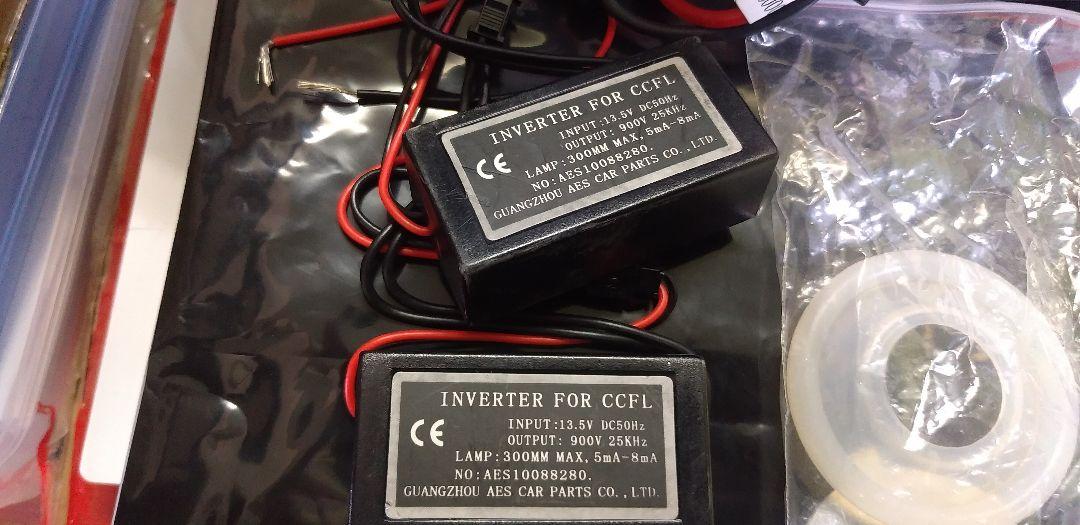 INVERTER FOR CCFL
INPUT:13.5V DC50Hz
OUTPUT: 900V 25KHz
CE
LAMP:300MM MAX, 5mA-8mA
NO:AES10088280.
GUANGZHOU AES CAR PARTS CO.,LTD.
INVERTER FOR CCFL
INPUT:13.5V DC50Hz
OUTPUT: 900V 25KHz
CE
LAMP:300MM MAX, 5mA-8mA
NO:AES10088280.
GUANGZHOU AES CAR PARTS CO.,LTD.